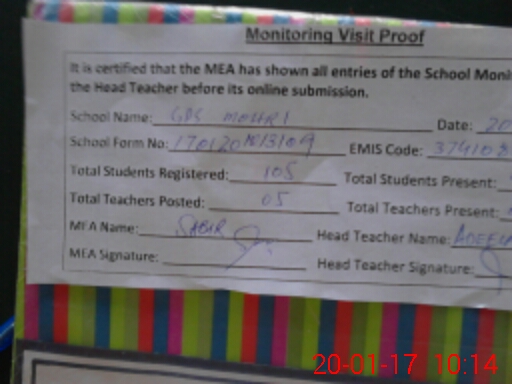 Monitoring Visit Proof
It is certified that the MEA has shown all entries of the School Moni
the Head Teacher before its online submission.
School Name: GPS MOHRI Date: 20
School Form No: EMIS Code: 374108
Total Students Registered: 105 Total Students Present:
Total Teachers Posted: 05 Total Teachers Present:
MEA Name: SABIR Head Teacher Name: ADEEL
MEA Signature: Head Teacher Signature:
20-01-17 10:14